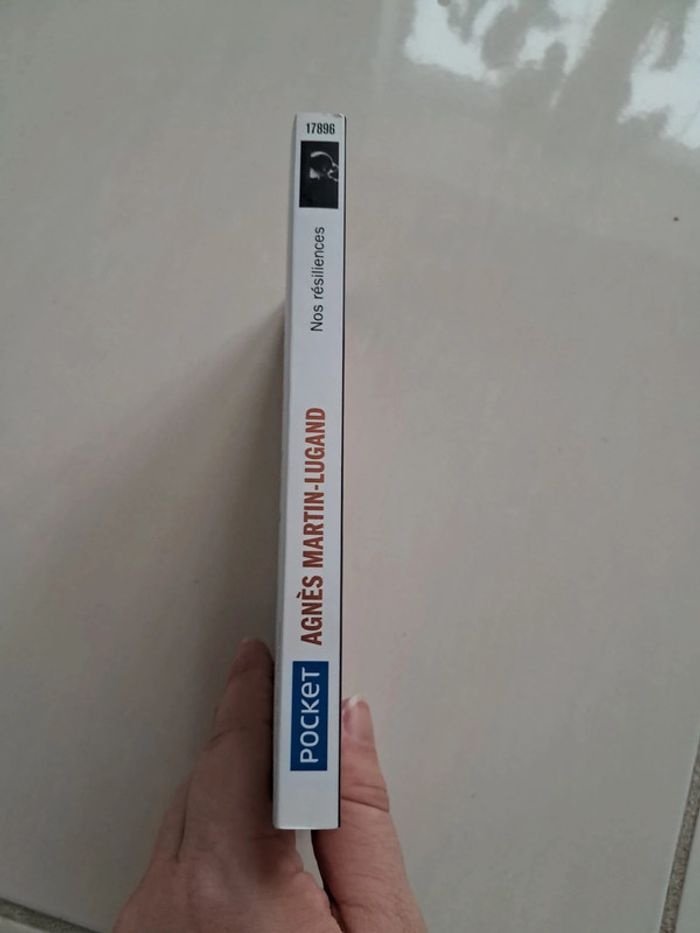 17896
Nos résiliences
AGNÈS MARTIN-LUGAND
POCKET